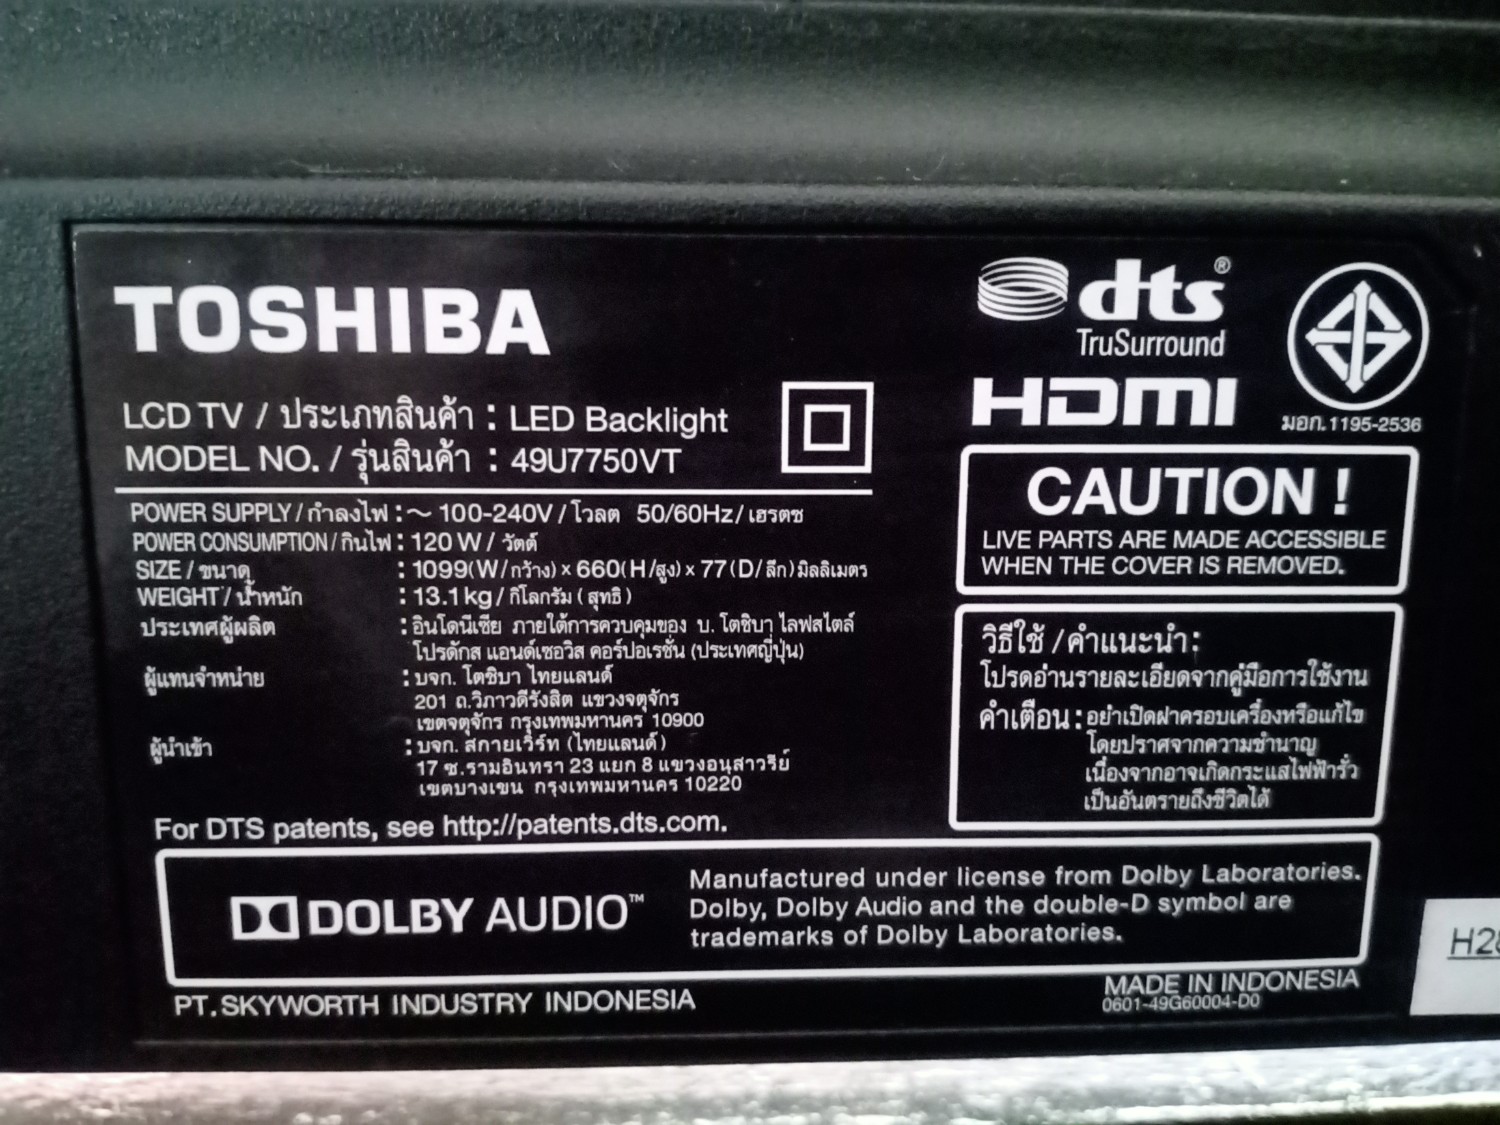 TOSHIBA
LCD TV / ประเภทสินค้า : LED Backlight
MODEL NO. / รุ่นสินค้า : 49U7750VT
POWER SUPPLY / กำลังไฟ : ~ 100-240V / โวลต 50/60Hz / เฮรตซ
POWER CONSUMPTION / กินไฟ : 120 W / วัตต์
SIZE / ขนาด : 1099(W/กว้าง) x 660(H/สูง) x 77(D/ลึก) มิลลิเมตร
WEIGHT / น้ำหนัก : 13.1 kg / กิโลกรัม ( สุทธิ )
ประเทศผู้ผลิต : อินโดนีเซีย ภายใต้การควบคุมของ บ. โตชิบา ไลฟสไตล์
โปรดักส แอนด์เซอวิส คอร์ปอเรชั่น (ประเทศญี่ปุ่น)
ผู้แทนจำหน่าย : บจก. โตชิบา ไทยแลนด์
201 ถ.วิภาวดีรังสิต แขวงจตุจักร
เขตจตุจักร กรุงเทพมหานคร 10900
ผู้นำเข้า : บจก. สกายเวิร์ท (ไทยแลนด์)
17 ซ.รามอินทรา 23 แยก 8 แขวงอนุสาวรีย์
เขตบางเขน กรุงเทพมหานคร 10220
For DTS patents, see http://patents.dts.com.
DOLBY AUDIO™
Manufactured under license from Dolby Laboratories.
Dolby, Dolby Audio and the double-D symbol are
trademarks of Dolby Laboratories.
PT. SKYWORTH INDUSTRY INDONESIA
MADE IN INDONESIA
0601-49G60004-D0
dts®
TruSurround
HDMI
มอก. 1195-2536
CAUTION !
LIVE PARTS ARE MADE ACCESSIBLE
WHEN THE COVER IS REMOVED.
วิธีใช้ / คำแนะนำ :
โปรดอ่านรายละเอียดจากคู่มือการใช้งาน
คำเตือน : อย่าเปิดฝาครอบเครื่องหรือแก้ไข
โดยปราศจากความชำนาญ
เนื่องจากอาจเกิดกระแสไฟฟ้ารั่ว
เป็นอันตรายถึงชีวิตได้